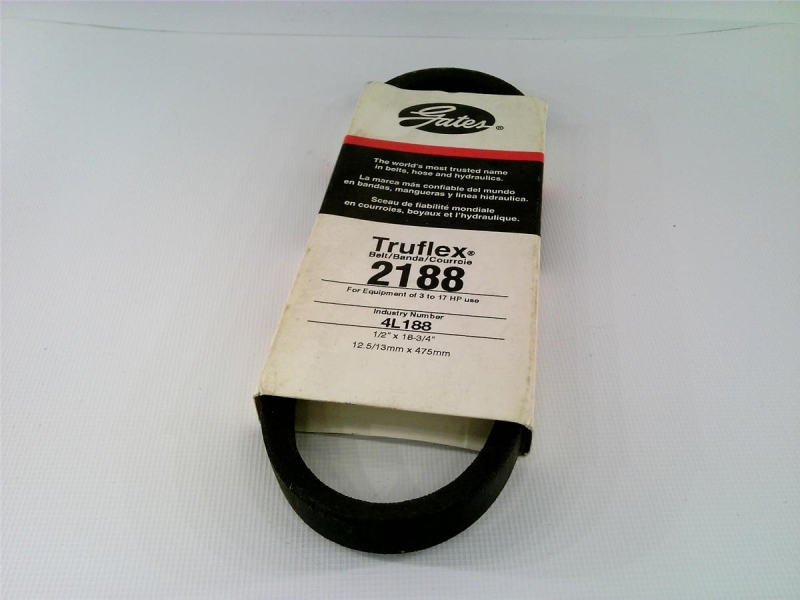 Gates®
The world's most trusted name
in belts, hose and hydraulics.
La marca más confiable del mundo
en bandas, mangueras y linea hidraulica.
Sceau de fiabilité mondiale
en courroies, boyaux et l'hydraulique.
Truflex®
Belt/Banda/Courroie
2188
For Equipment of 3 to 17 HP use
Industry Number
4L188
1/2" x 18-3/4"
12.5/13mm x 475mm